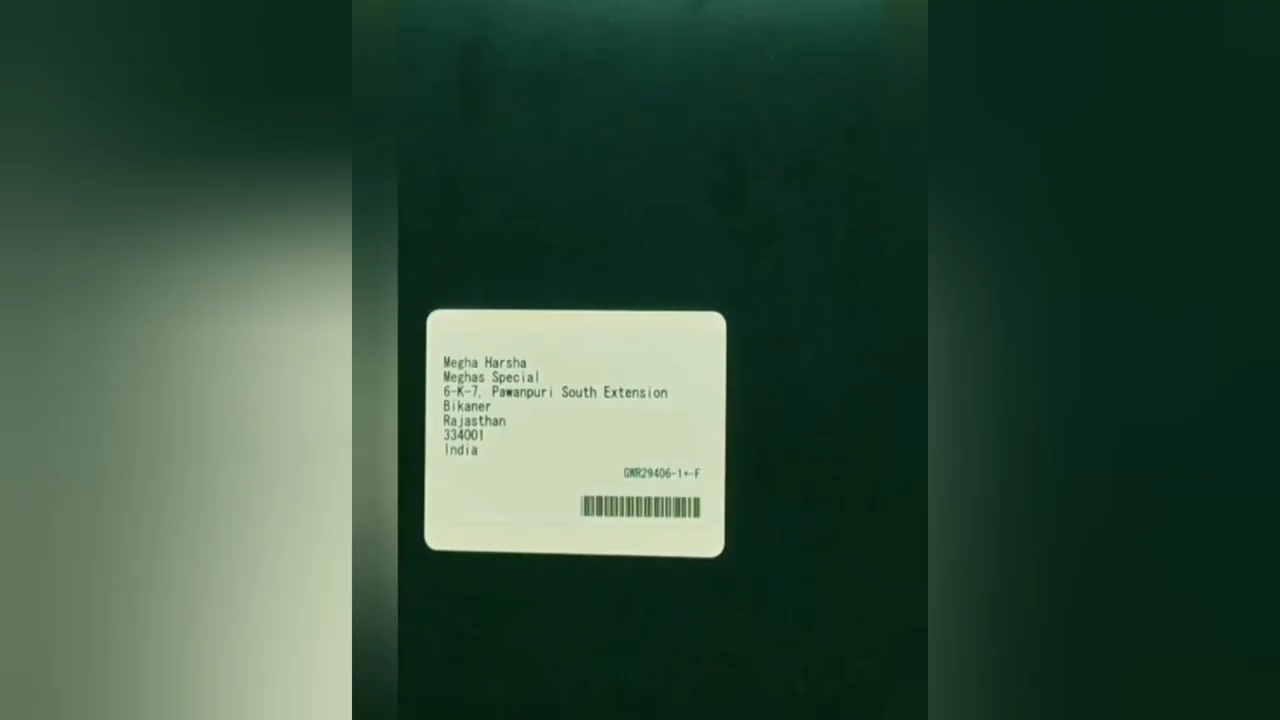 Megha Harsha
Meghas Special
6-K-7, Pawanpuri South Extension
Bikaner
Rajasthan
334001
India
GWR29406-1+-F